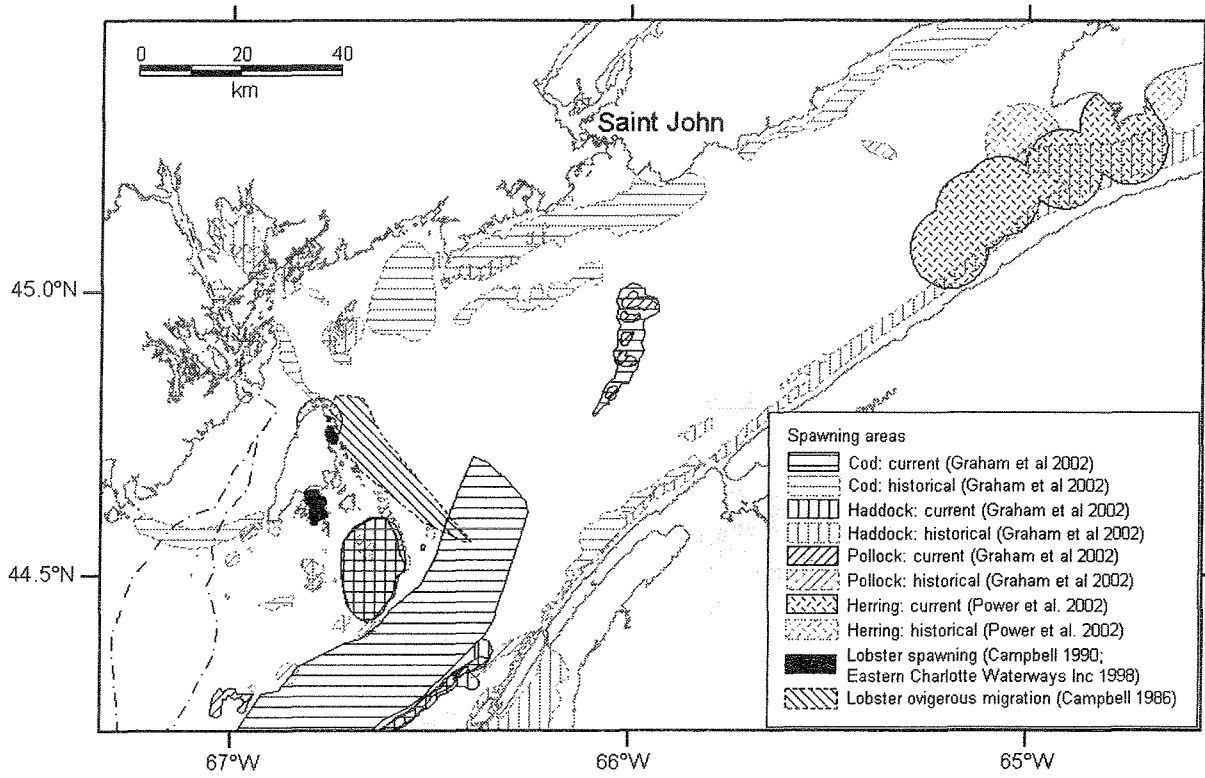 0 20 40
km
Saint John
45.0°N
44.5°N
67°W 66°W 65°W
Spawning areas
Cod: current (Graham et al 2002)
Cod: historical (Graham et al 2002)
Haddock: current (Graham et al 2002)
Haddock: historical (Graham et al 2002)
Pollock: current (Graham et al 2002)
Pollock: historical (Graham et al 2002)
Herring: current (Power et al. 2002)
Herring: historical (Power et al. 2002)
Lobster spawning (Campbell 1990;
Eastern Charlotte Waterways Inc 1998)
Lobster ovigerous migration (Campbell 1986)